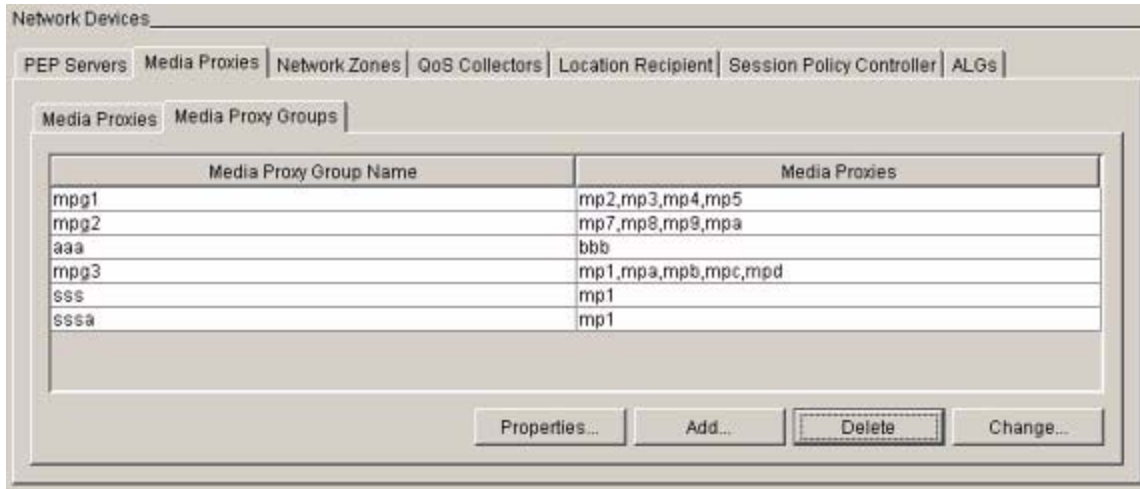 Network Devices
PEP Servers Media Proxies Network Zones QoS Collectors Location Recipient Session Policy Controller ALGs
Media Proxies Media Proxy Groups
Media Proxy Group Name Media Proxies
mpg1 mp2,mp3,mp4,mp5
mpg2 mp7,mp8,mp9,mpa
aaa bbb
mpg3 mp1,mpa,mpb,mpc,mpd
sss mp1
sssa mp1
Properties... Add... Delete Change...